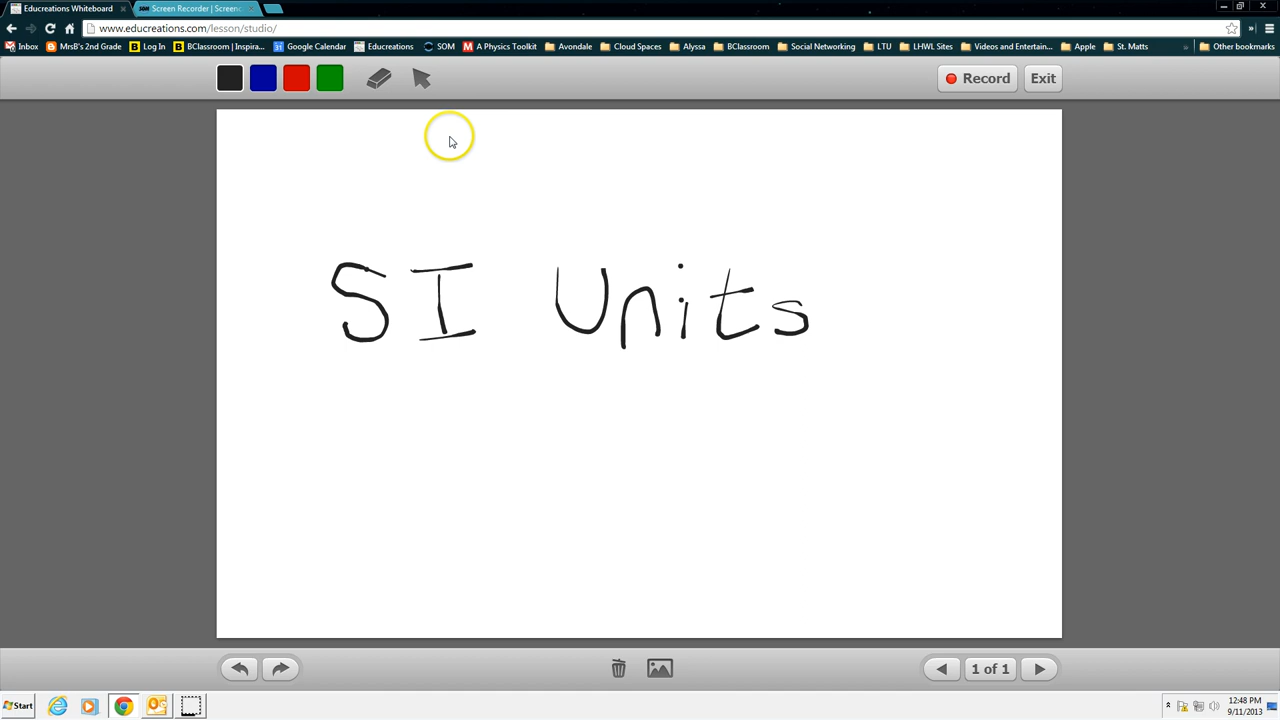 Educreations Whiteboard
Screen Recorder | Screenc
www.educreations.com/lesson/studio/
Inbox
MrsB's 2nd Grade
Log In
BClassroom | Inspira...
Google Calendar
Educreations
SOM
A Physics Toolkit
Avondale
Cloud Spaces
Alyssa
BClassroom
Social Networking
LTU
LHWL Sites
Videos and Entertain...
Apple
St. Matts
Other bookmarks
Record
Exit
SI Units
1 of 1
Start
12:48 PM
9/11/2013